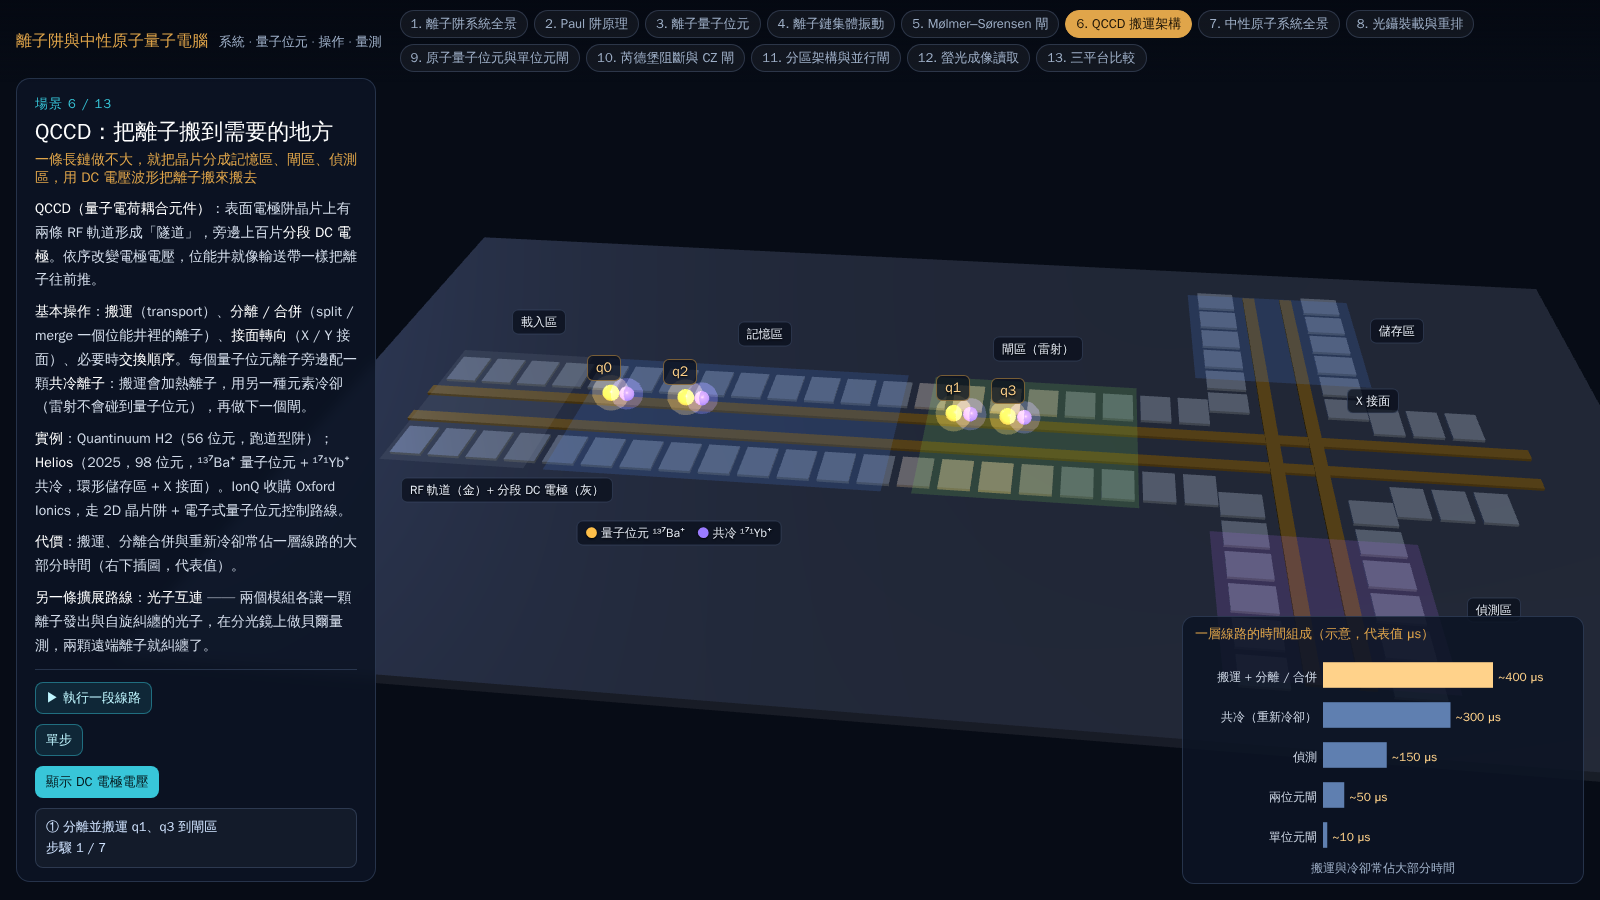 離子阱與中性原子量子電腦
系統 · 量子位元 · 操作 · 量測
1. 離子阱系統全景
2. Paul 阱原理
3. 離子量子位元
4. 離子鏈集體振動
5. Mølmer–Sørensen 閘
6. QCCD 搬運架構
7. 中性原子系統全景
8. 光鑷裝載與重排
9. 原子量子位元與單位元閘
10. 芮德堡阻斷與 CZ 閘
11. 分區架構與並行閘
12. 螢光成像讀取
13. 三平台比較
場景 6 / 13
QCCD：把離子搬到需要的地方
一條長鏈做不大，就把晶片分成記憶區、閘區、偵測
區，用 DC 電壓波形把離子搬來搬去
QCCD（量子電荷耦合元件）：表面電極阱晶片上有
兩條 RF 軌道形成「隧道」，旁邊上百片分段 DC 電
極。依序改變電極電壓，位能井就像輸送帶一樣把離
子往前推。
基本操作：搬運（transport）、分離 / 合併（split /
merge 一個位能井裡的離子）、接面轉向（X / Y 接
面）、必要時交換順序。每個量子位元離子旁邊配一
顆共冷離子：搬運會加熱離子，用另一種元素冷卻
（雷射不會碰到量子位元），再做下一個閘。
實例：Quantinuum H2（56 位元，跑道型阱）；
Helios（2025，98 位元，¹³⁷Ba⁺ 量子位元 + ¹⁷¹Yb⁺
共冷，環形儲存區 + X 接面）。IonQ 收購 Oxford
Ionics，走 2D 晶片阱 + 電子式量子位元控制路線。
代價：搬運、分離合併與重新冷卻常佔一層線路的大
部分時間（右下插圖，代表值）。
另一條擴展路線：光子互連 —— 兩個模組各讓一顆
離子發出與自旋糾纏的光子，在分光鏡上做貝爾量
測，兩顆遠端離子就糾纏了。
▶ 執行一段線路
單步
顯示 DC 電極電壓
① 分離並搬運 q1、q3 到閘區
步驟 1 / 7
載入區
記憶區
閘區（雷射）
儲存區
X 接面
偵測區
q0
q2
q1
q3
RF 軌道（金）+ 分段 DC 電極（灰）
量子位元 ¹³⁷Ba⁺
共冷 ¹⁷¹Yb⁺
一層線路的時間組成（示意，代表值 µs）
搬運 + 分離 / 合併 ~400 µs
共冷（重新冷卻） ~300 µs
偵測 ~150 µs
兩位元閘 ~50 µs
單位元閘 ~10 µs
搬運與冷卻常佔大部分時間